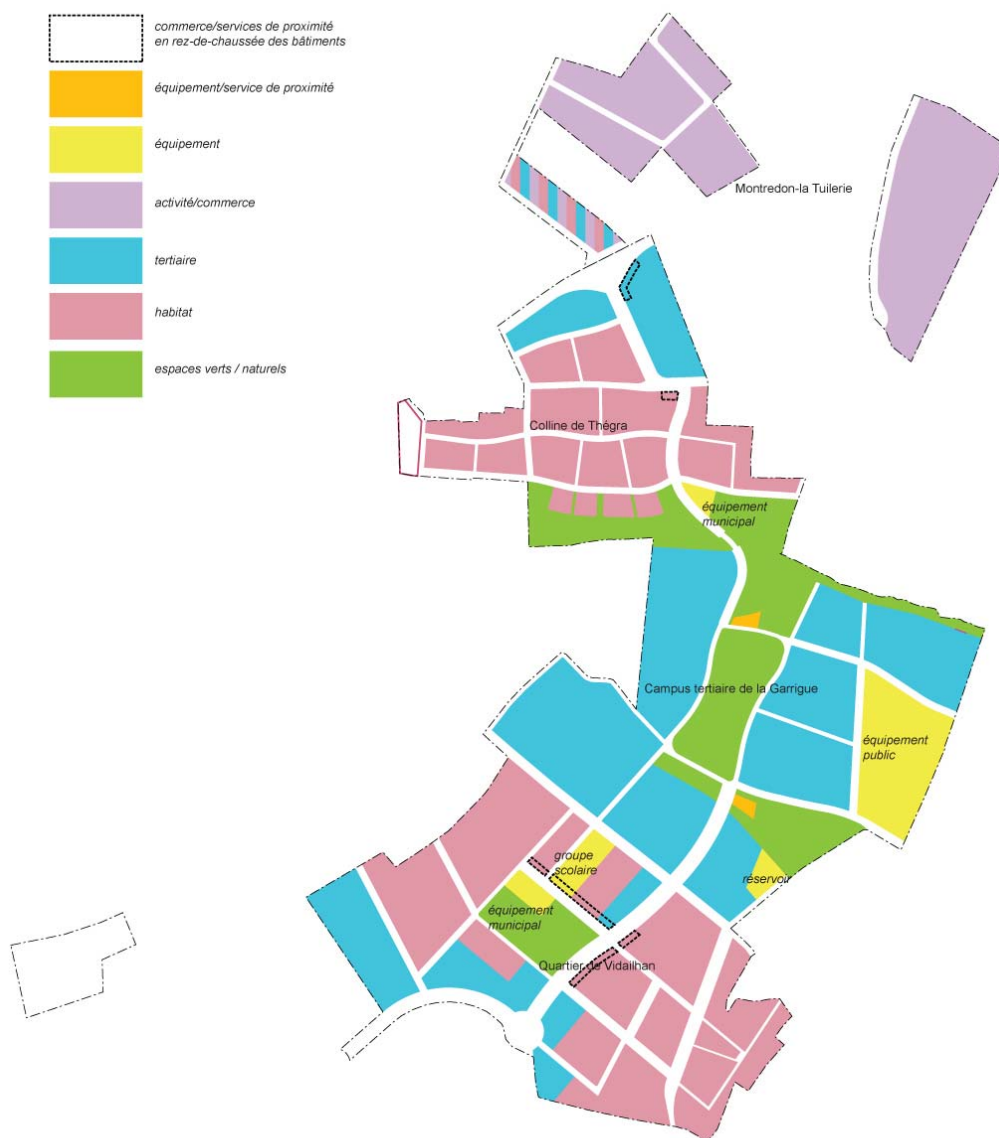 commerce/services de proximité
en rez-de-chaussée des bâtiments
équipement/service de proximité
équipement
activité/commerce
tertiaire
habitat
espaces verts / naturels
Montredon-la Tuilerie
Colline de Thégra
équipement
municipal
Campus tertiaire de la Garrigue
équipement
public
groupe
scolaire
réservoir
équipement
municipal
Quartier de Vidailhan